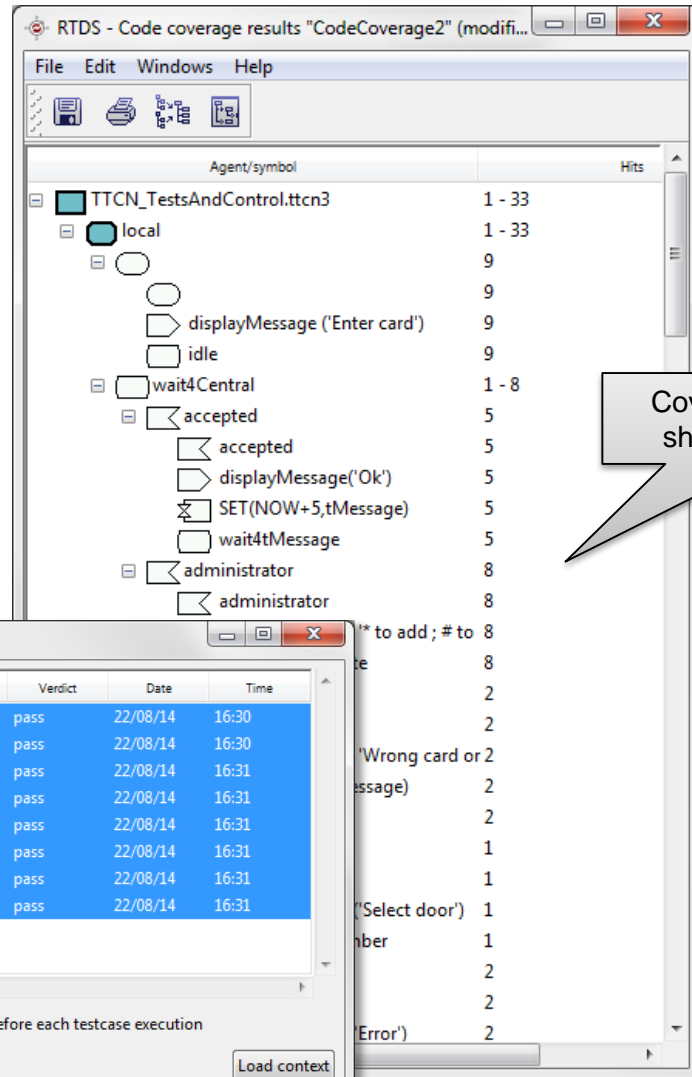 RTDS - Code coverage results "CodeCoverage2" (modifi...
File Edit Windows Help
Agent/symbol Hits
TTCN_TestsAndControl.ttcn3 1 - 33
local 1 - 33
9
9
displayMessage ('Enter card') 9
idle 9
wait4Central 1 - 8
accepted 5
accepted 5
displayMessage('Ok') 5
SET(NOW+5,tMessage) 5
wait4tMessage 5
administrator 8
administrator 8
'* to add ; # to 8
te 8
2
2
'Wrong card or 2
essage) 2
2
1
1
('Select door') 1
nber 1
2
2
'Error') 2
Cov
sh
Verdict Date Time
pass 22/08/14 16:30
pass 22/08/14 16:30
pass 22/08/14 16:31
pass 22/08/14 16:31
pass 22/08/14 16:31
pass 22/08/14 16:31
pass 22/08/14 16:31
pass 22/08/14 16:31
efore each testcase execution
Load context